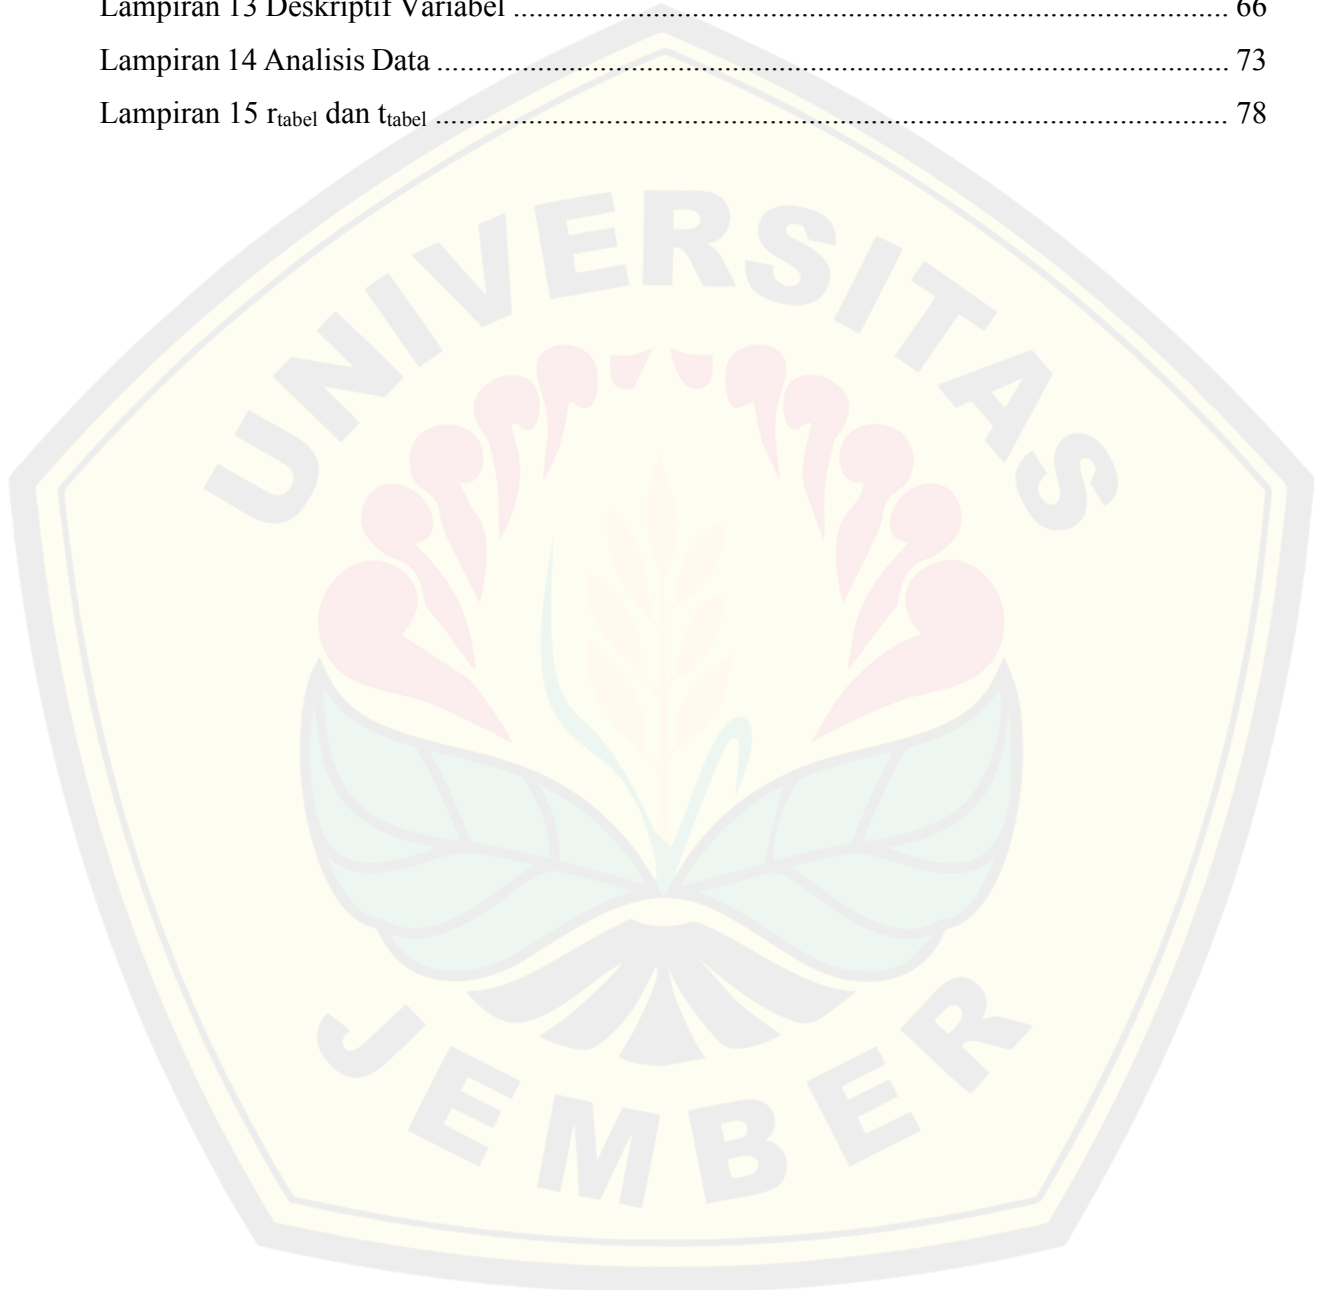 Lampiran 13 Deskriptif Variabel .......................................................................................... 66
Lampiran 14 Analisis Data .................................................................................................... 73
Lampiran 15 rtabel dan ttabel .................................................................................................... 78
UNIVERSITAS
JEMBER